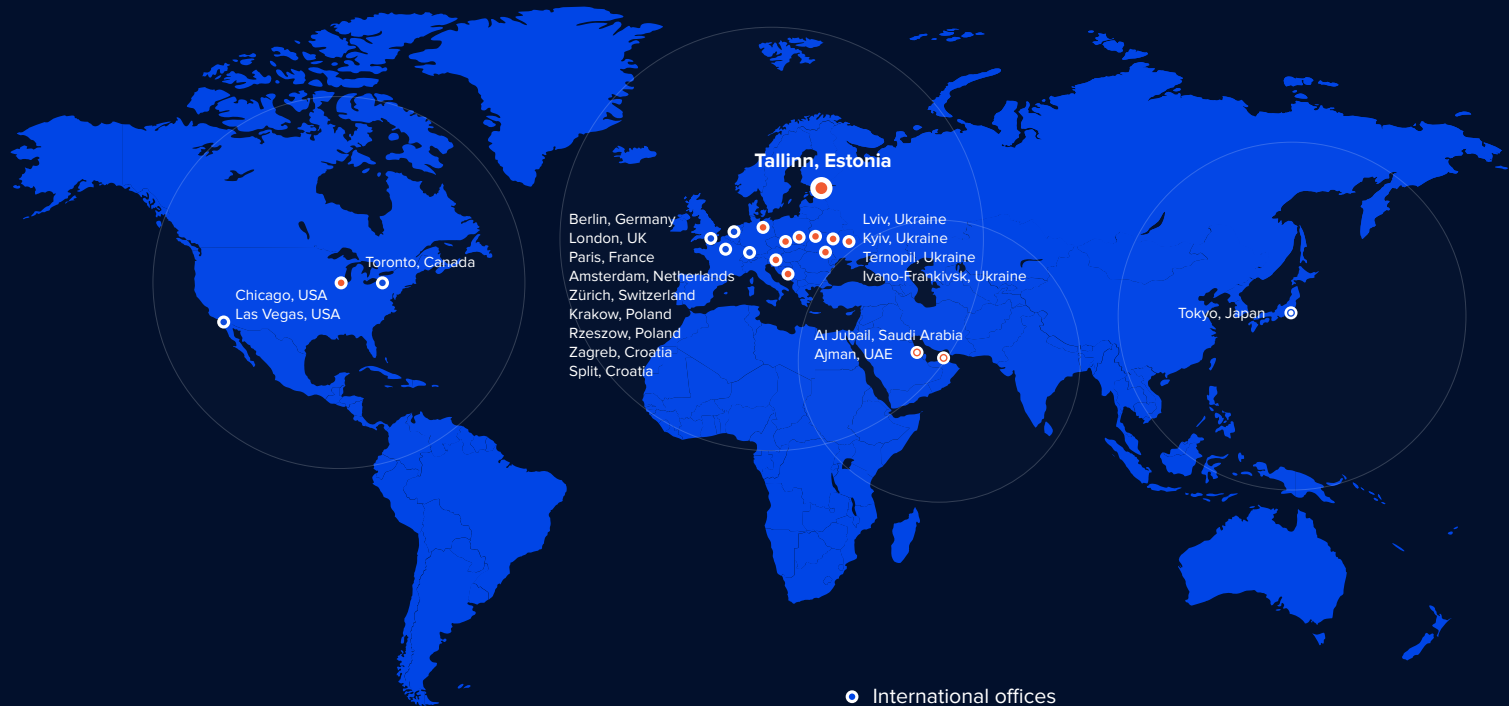 Tallinn, Estonia
Berlin, Germany
London, UK
Paris, France
Amsterdam, Netherlands
Zürich, Switzerland
Krakow, Poland
Rzeszow, Poland
Zagreb, Croatia
Split, Croatia
Lviv, Ukraine
Kyiv, Ukraine
Ternopil, Ukraine
Ivano-Frankivsk, Ukraine
Toronto, Canada
Chicago, USA
Las Vegas, USA
Al Jubail, Saudi Arabia
Ajman, UAE
Tokyo, Japan
International offices